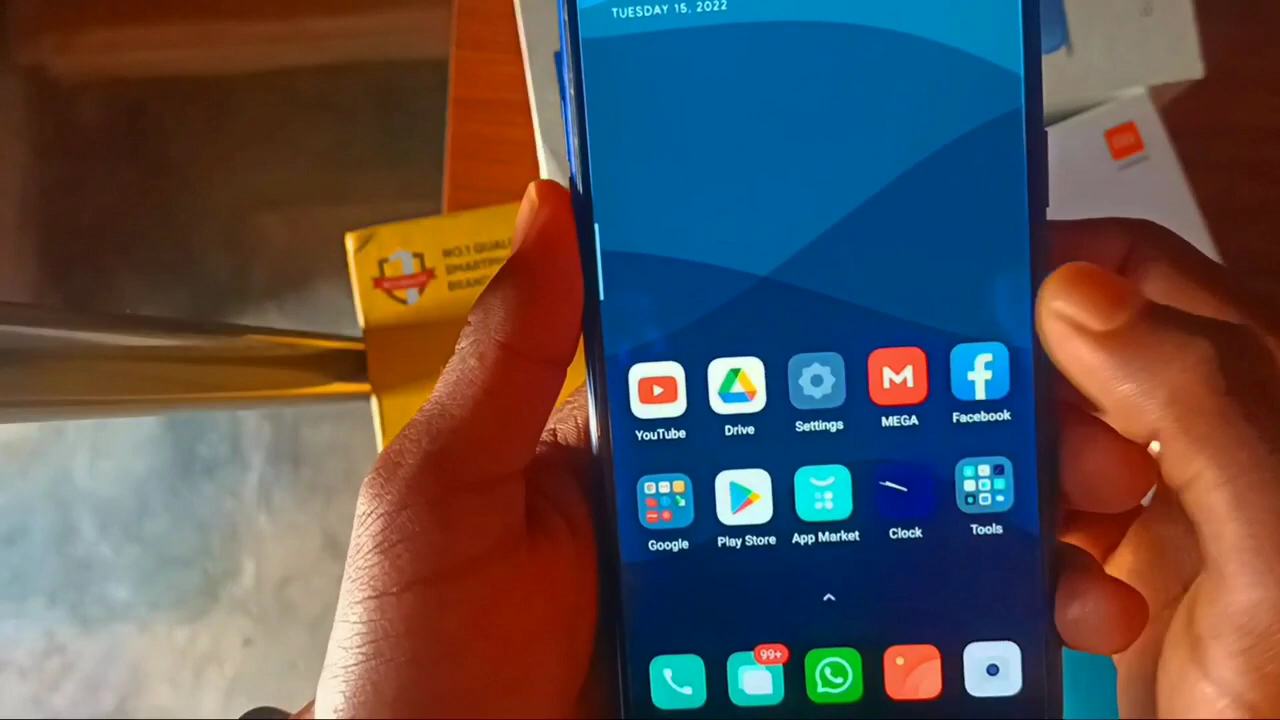 TUESDAY 15, 2022
NO.1 QUALI
SMARTPH
BRAN
YouTube
Drive
Settings
M
MEGA
f
Facebook
Google
Play Store
App Market
Clock
Tools
99+